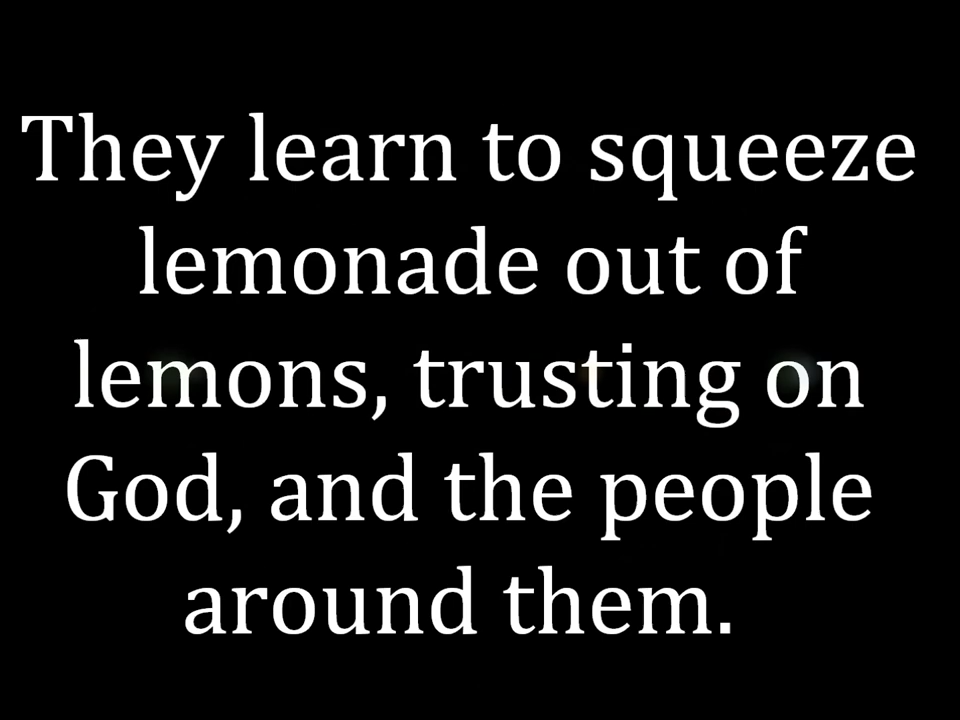 They learn to squeeze
lemonade out of
lemons, trusting on
God, and the people
around them.